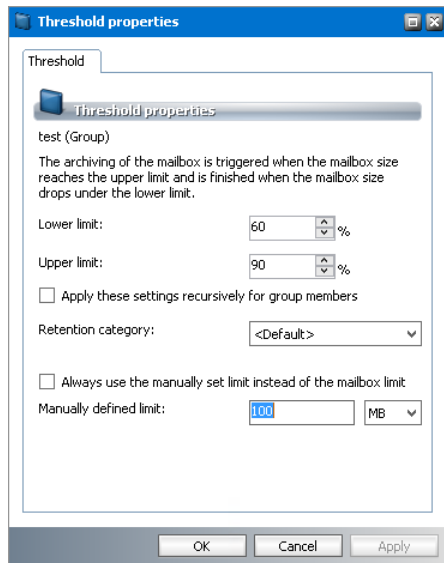 Threshold properties
Threshold
Threshold properties
test (Group)
The archiving of the mailbox is triggered when the mailbox size
reaches the upper limit and is finished when the mailbox size
drops under the lower limit.
Lower limit: 60 %
Upper limit: 90 %
Apply these settings recursively for group members
Retention category: <Default>
Always use the manually set limit instead of the mailbox limit
Manually defined limit: 100 MB
OK Cancel Apply